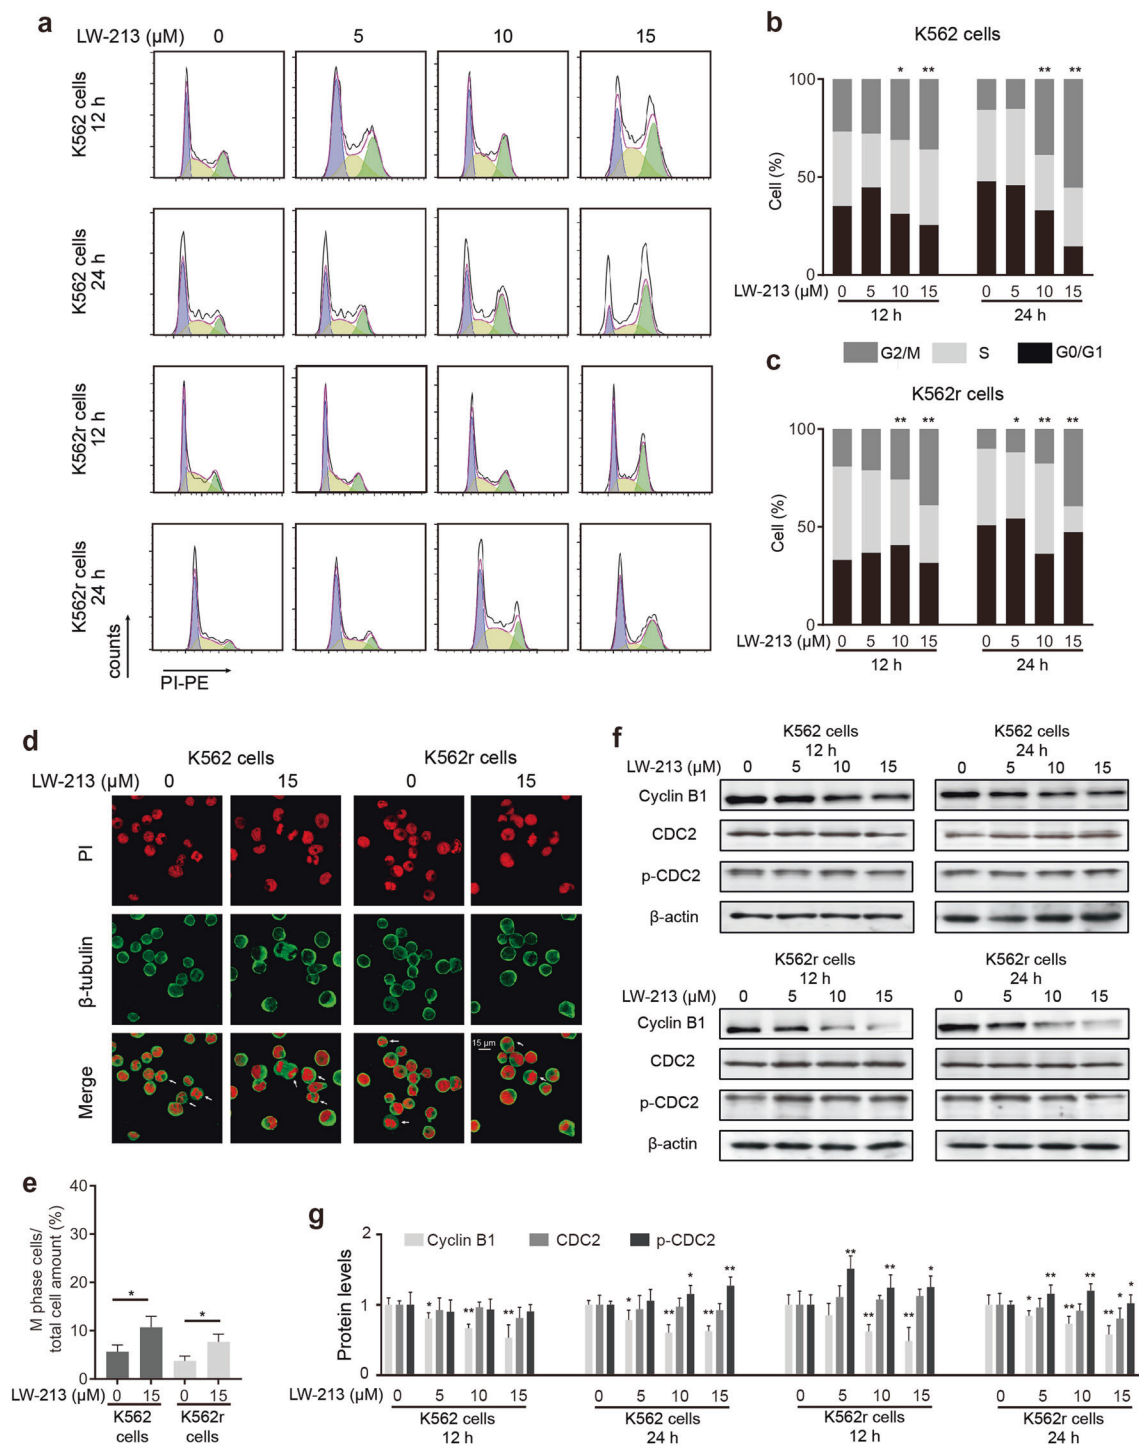 a
LW-213 (µM) 0 5 10 15
K562 cells
12 h
K562 cells
24 h
K562r cells
12 h
K562r cells
24 h
counts
PI-PE
b
K562 cells
* ** ** **
100
50
0
Cell (%)
LW-213 (µM) 0 5 10 15 0 5 10 15
12 h 24 h
G2/M S G0/G1
c
K562r cells
** ** * ** **
100
50
0
Cell (%)
LW-213 (µM) 0 5 10 15 0 5 10 15
12 h 24 h
d
K562 cells K562r cells
LW-213 (µM) 0 15 0 15
PI
β-tubulin
Merge
15 µm
e
M phase cells/
total cell amount (%)
40
30
20
10
0
* *
LW-213 (µM) 0 15 0 15
K562 K562r
cells cells
f
K562 cells K562 cells
12 h 24 h
LW-213 (µM) 0 5 10 15 0 5 10 15
Cyclin B1
CDC2
p-CDC2
β-actin
K562r cells K562r cells
12 h 24 h
LW-213 (µM) 0 5 10 15 0 5 10 15
Cyclin B1
CDC2
p-CDC2
β-actin
g
Protein levels
2
1
0
Cyclin B1 CDC2 p-CDC2
* ** **
* ** * ** **
** ** ** ** *
* ** ** ** ** * *
LW-213 (µM) 0 5 10 15 0 5 10 15 0 5 10 15 0 5 10 15
K562 cells K562 cells K562r cells K562r cells
12 h 24 h 12 h 24 h